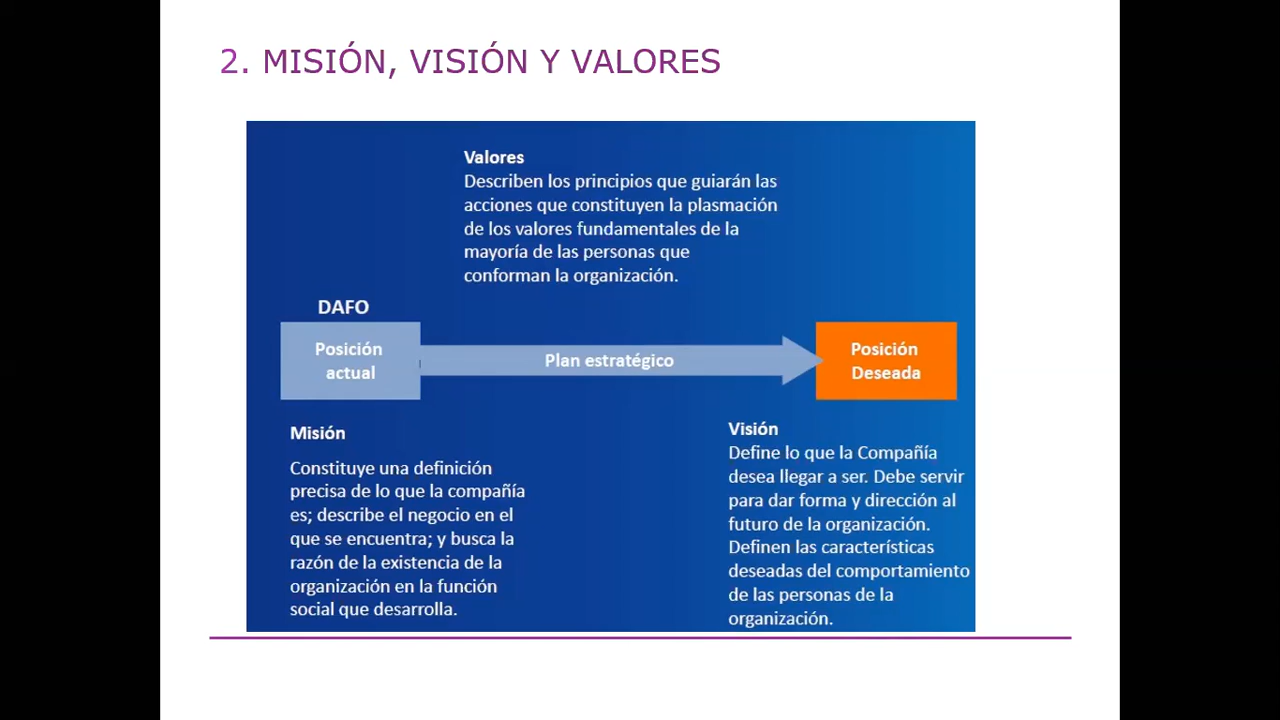 2. MISIÓN, VISIÓN Y VALORES
Valores
Describen los principios que guiarán las
acciones que constituyen la plasmación
de los valores fundamentales de la
mayoría de las personas que
conforman la organización.
DAFO
Posición
actual
Plan estratégico
Posición
Deseada
Misión
Constituye una definición
precisa de lo que la compañía
es; describe el negocio en el
que se encuentra; y busca la
razón de la existencia de la
organización en la función
social que desarrolla.
Visión
Define lo que la Compañía
desea llegar a ser. Debe servir
para dar forma y dirección al
futuro de la organización.
Definen las características
deseadas del comportamiento
de las personas de la
organización.